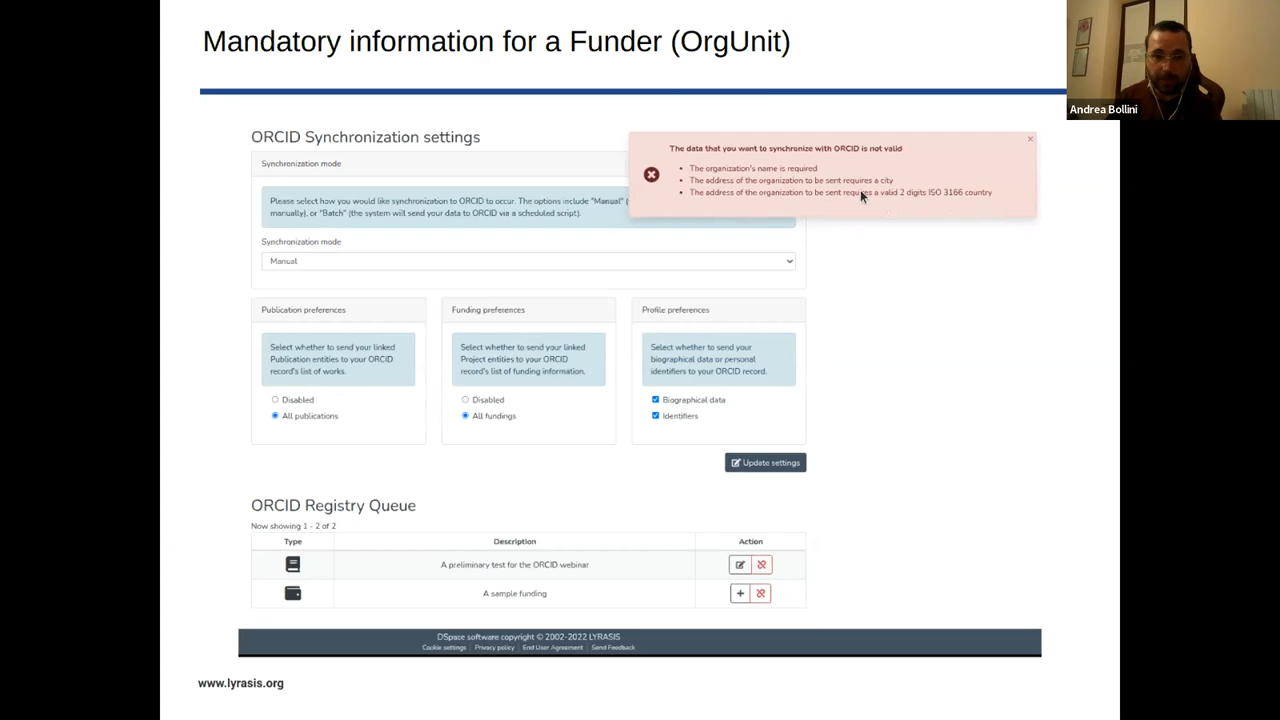 Mandatory information for a Funder (OrgUnit)
Andrea Bollini
ORCID Synchronization settings
Synchronization mode
Please select how you would like synchronization to ORCID to occur. The options include "Manual" (
manually), or "Batch" (the system will send your data to ORCID via a scheduled script).
The data that you want to synchronize with ORCID is not valid
The organization's name is required
The address of the organization to be sent requires a city
The address of the organization to be sent requires a valid 2 digits ISO 3166 country
Synchronization mode
Manual
Publication preferences
Select whether to send your linked
Publication entities to your ORCID
record's list of works.
Disabled
All publications
Funding preferences
Select whether to send your linked
Project entities to your ORCID
record's list of funding information.
Disabled
All fundings
Profile preferences
Select whether to send your
biographical data or personal
identifiers to your ORCID record.
Biographical data
Identifiers
Update settings
ORCID Registry Queue
Now showing 1 - 2 of 2
Type Description Action
A preliminary test for the ORCID webinar
A sample funding
DSpace software copyright © 2002-2022 LYRASIS
Cookie settings | Privacy policy | End User Agreement | Send Feedback
www.lyrasis.org